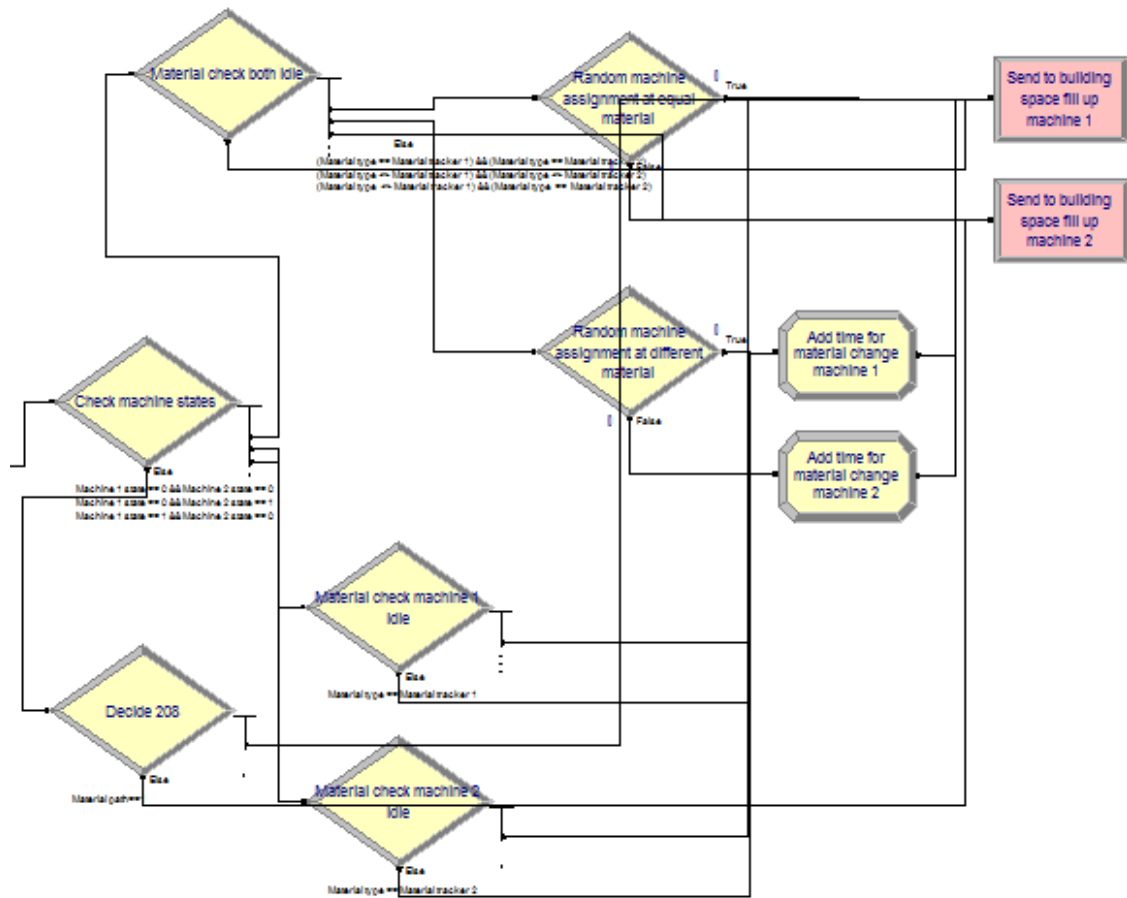 Material check both idle
Random machine
assignment at equal
material
True
False
Send to building
space fill up
machine 1
Else
(Material type == Material tracker 1) && (Material type == Material tracker 2)
(Material type <> Material tracker 1) && (Material type <> Material tracker 2)
(Material type <> Material tracker 1) && (Material type == Material tracker 2)
Send to building
space fill up
machine 2
Random machine
assignment at different
material
True
False
Add time for
material change
machine 1
Check machine states
Else
Machine 1 state == 0 && Machine 2 state == 0
Machine 1 state == 0 && Machine 2 state == 1
Machine 1 state == 1 && Machine 2 state == 0
Add time for
material change
machine 2
Material check machine 1
idle
Else
Material type == Material tracker 1
Decide 208
Else
Material path==
Material check machine 2
idle
Else
Material type == Material tracker 2